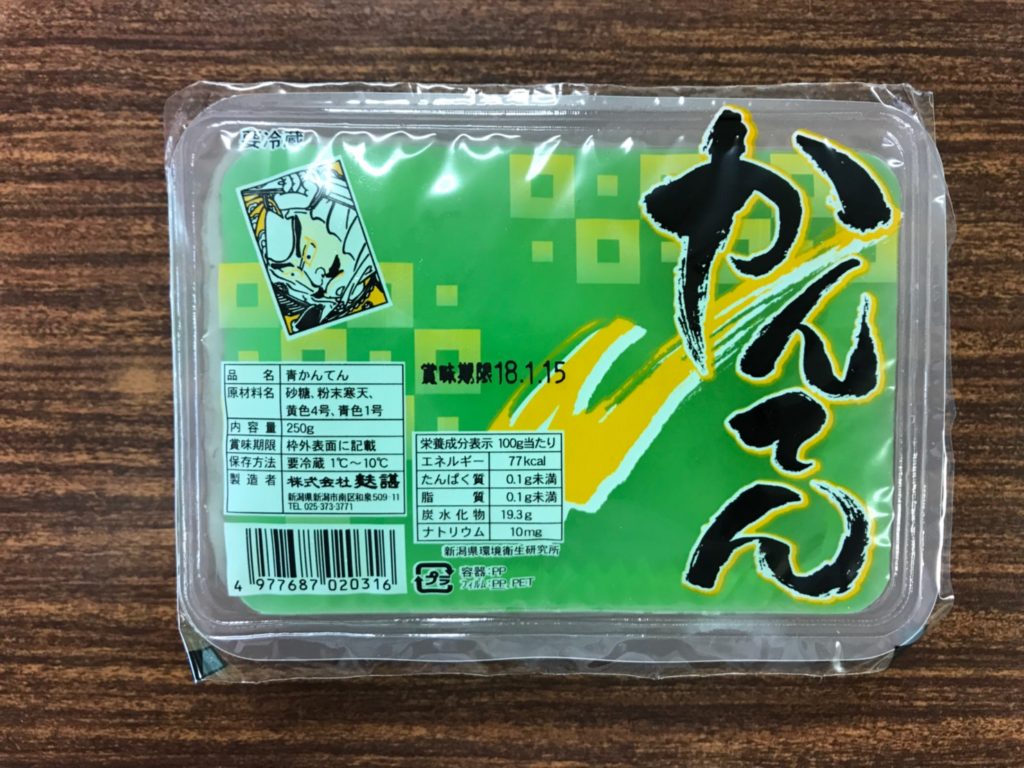 要冷蔵
かんてん
賞味期限18.1.15
品名 青かんてん
原材料名 砂糖、粉末寒天、
黄色4号、青色1号
内容量 250g
賞味期限 枠外表面に記載
保存方法 要冷蔵 1℃〜10℃
製造者 株式会社
新潟県新潟市南区和泉509-11
TEL 025-373-3771
栄養成分表示 100g当たり
エネルギー 77kcal
たんぱく質 0.1g未満
脂質 0.1g未満
炭水化物 19.3g
ナトリウム 10mg
新潟県環境衛生研究所
4 977687 020316
プラ
容器:PP
フィルム:PP、PET